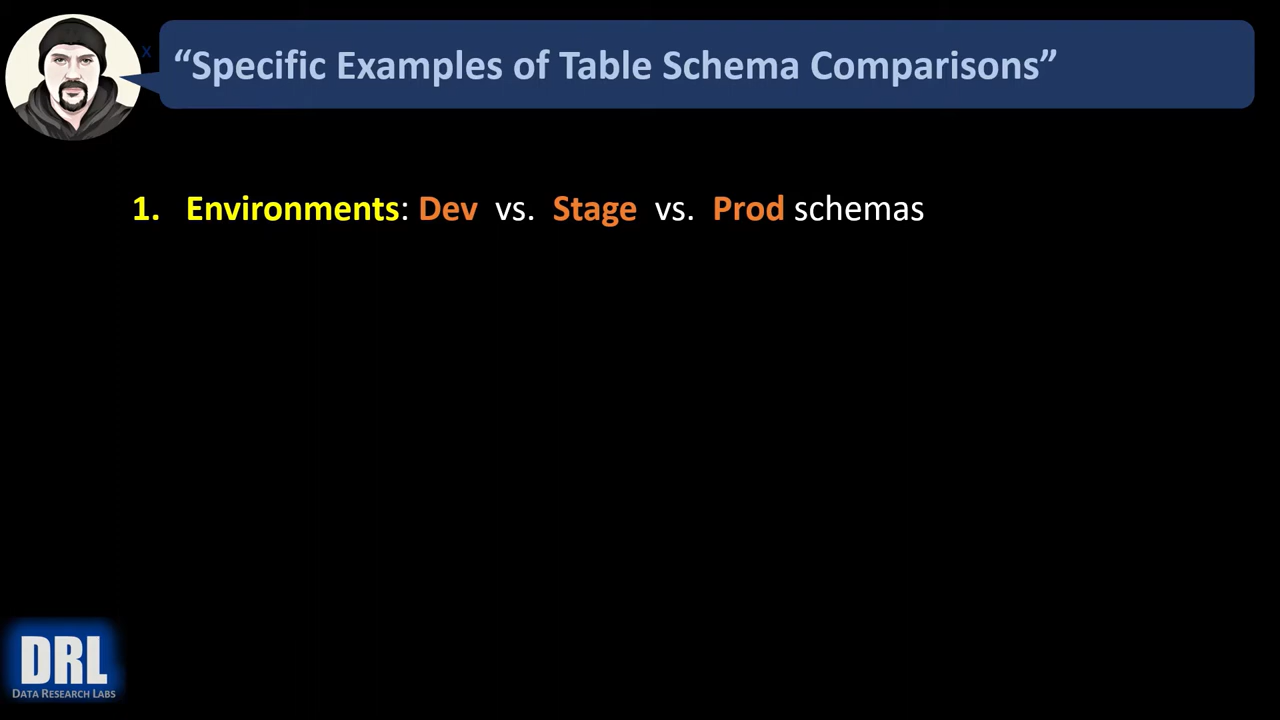 x
“Specific Examples of Table Schema Comparisons”
1. Environments: Dev vs. Stage vs. Prod schemas
DRL
DATA RESEARCH LABS